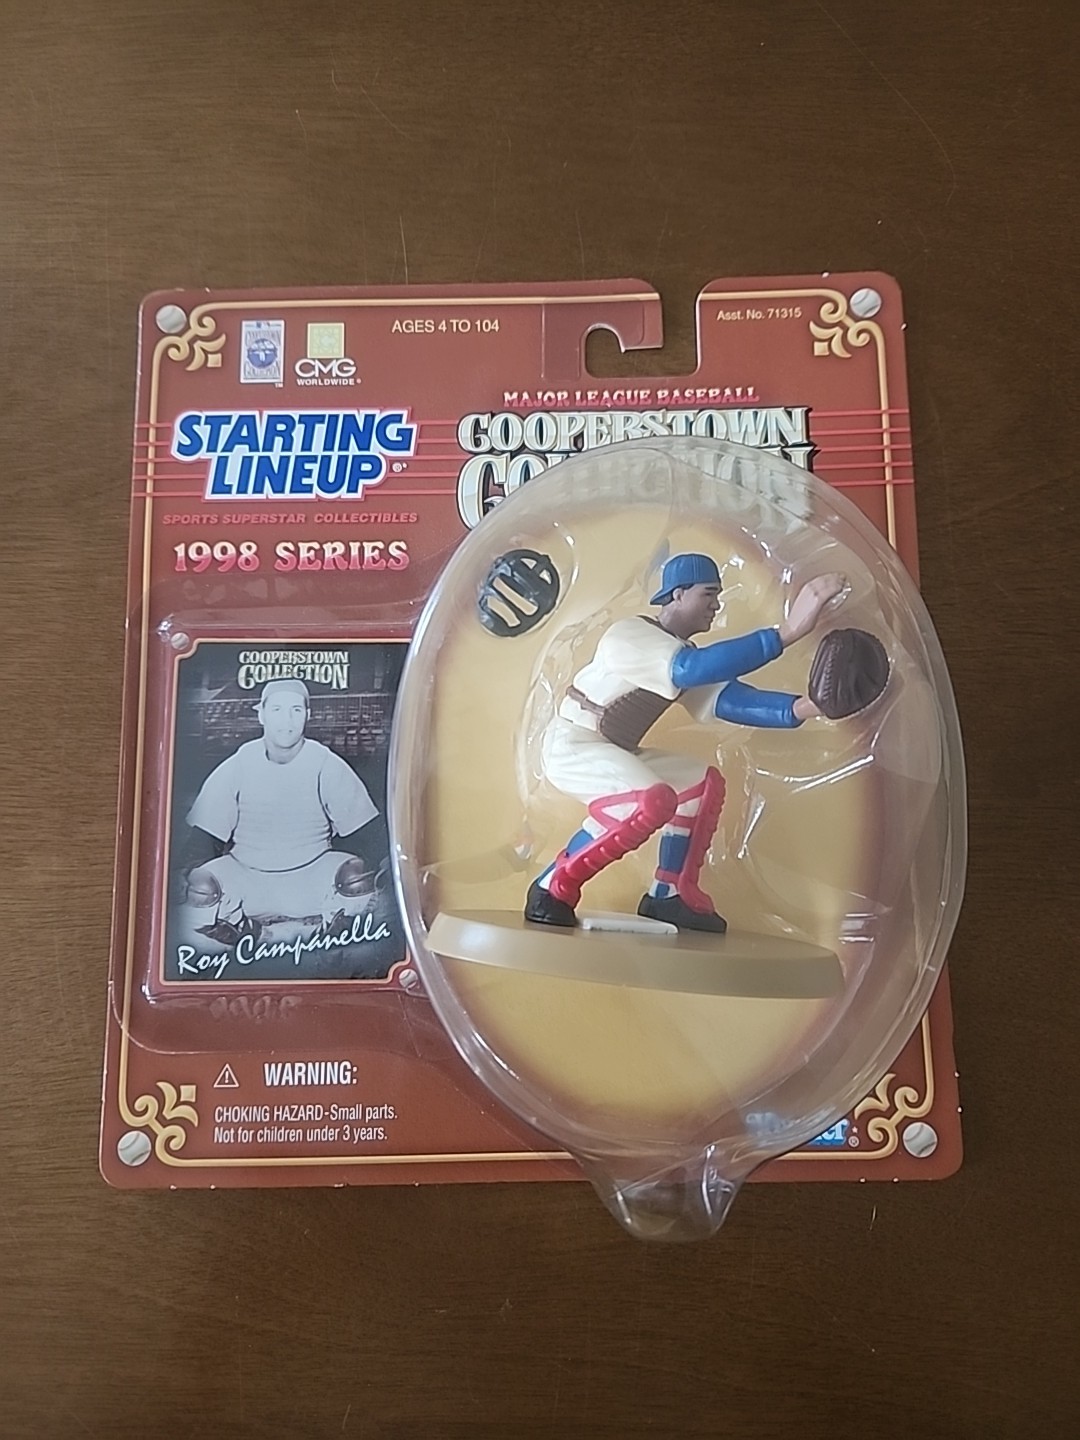 AGES 4 TO 104
Asst. No. 71315
CMG
WORLDWIDE®
MAJOR LEAGUE BASEBALL
COOPERSTOWN
COLLECTION
STARTING
LINEUP®
SPORTS SUPERSTAR COLLECTIBLES
1998 SERIES
COOPERSTOWN
COLLECTION
Roy Campanella
WARNING:
CHOKING HAZARD-Small parts.
Not for children under 3 years.